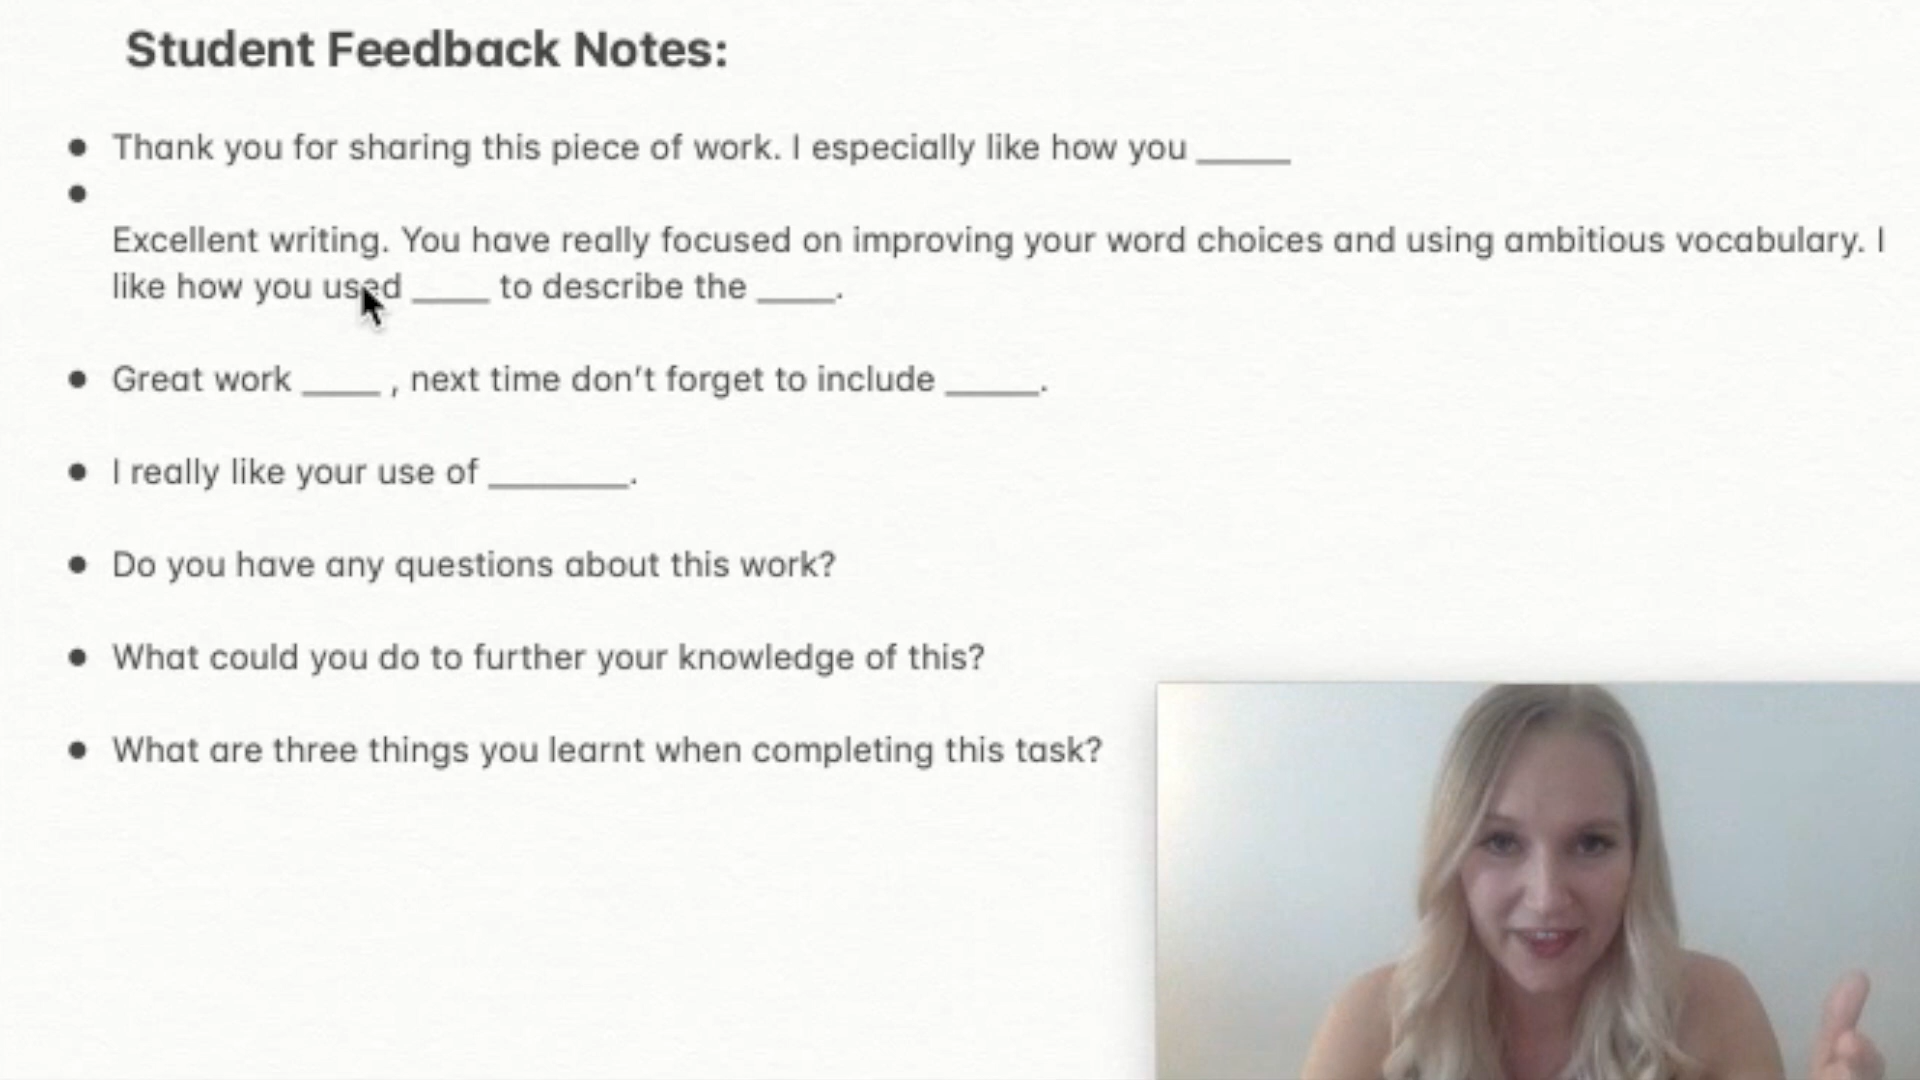 Student Feedback Notes:
● Thank you for sharing this piece of work. I especially like how you _____
●
Excellent writing. You have really focused on improving your word choices and using ambitious vocabulary. I
like how you used ____ to describe the ____.
● Great work ____ , next time don’t forget to include _____.
● I really like your use of ________.
● Do you have any questions about this work?
● What could you do to further your knowledge of this?
● What are three things you learnt when completing this task?